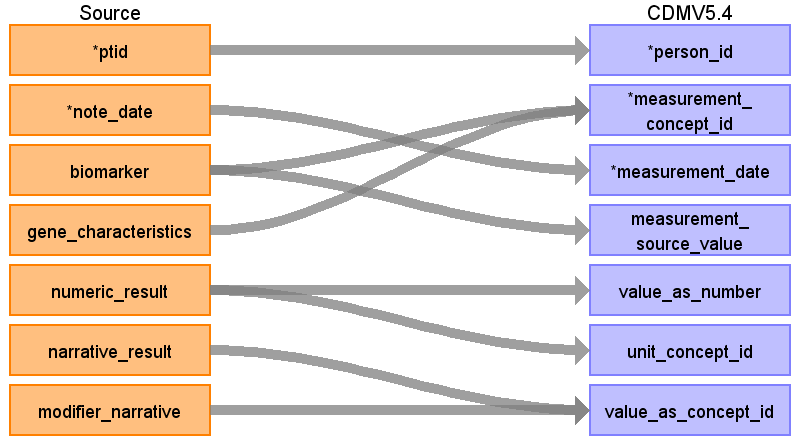 Source
CDMV5.4
*ptid
*person_id
*note_date
*measurement_
concept_id
biomarker
*measurement_date
gene_characteristics
measurement_
source_value
numeric_result
value_as_number
narrative_result
unit_concept_id
modifier_narrative
value_as_concept_id